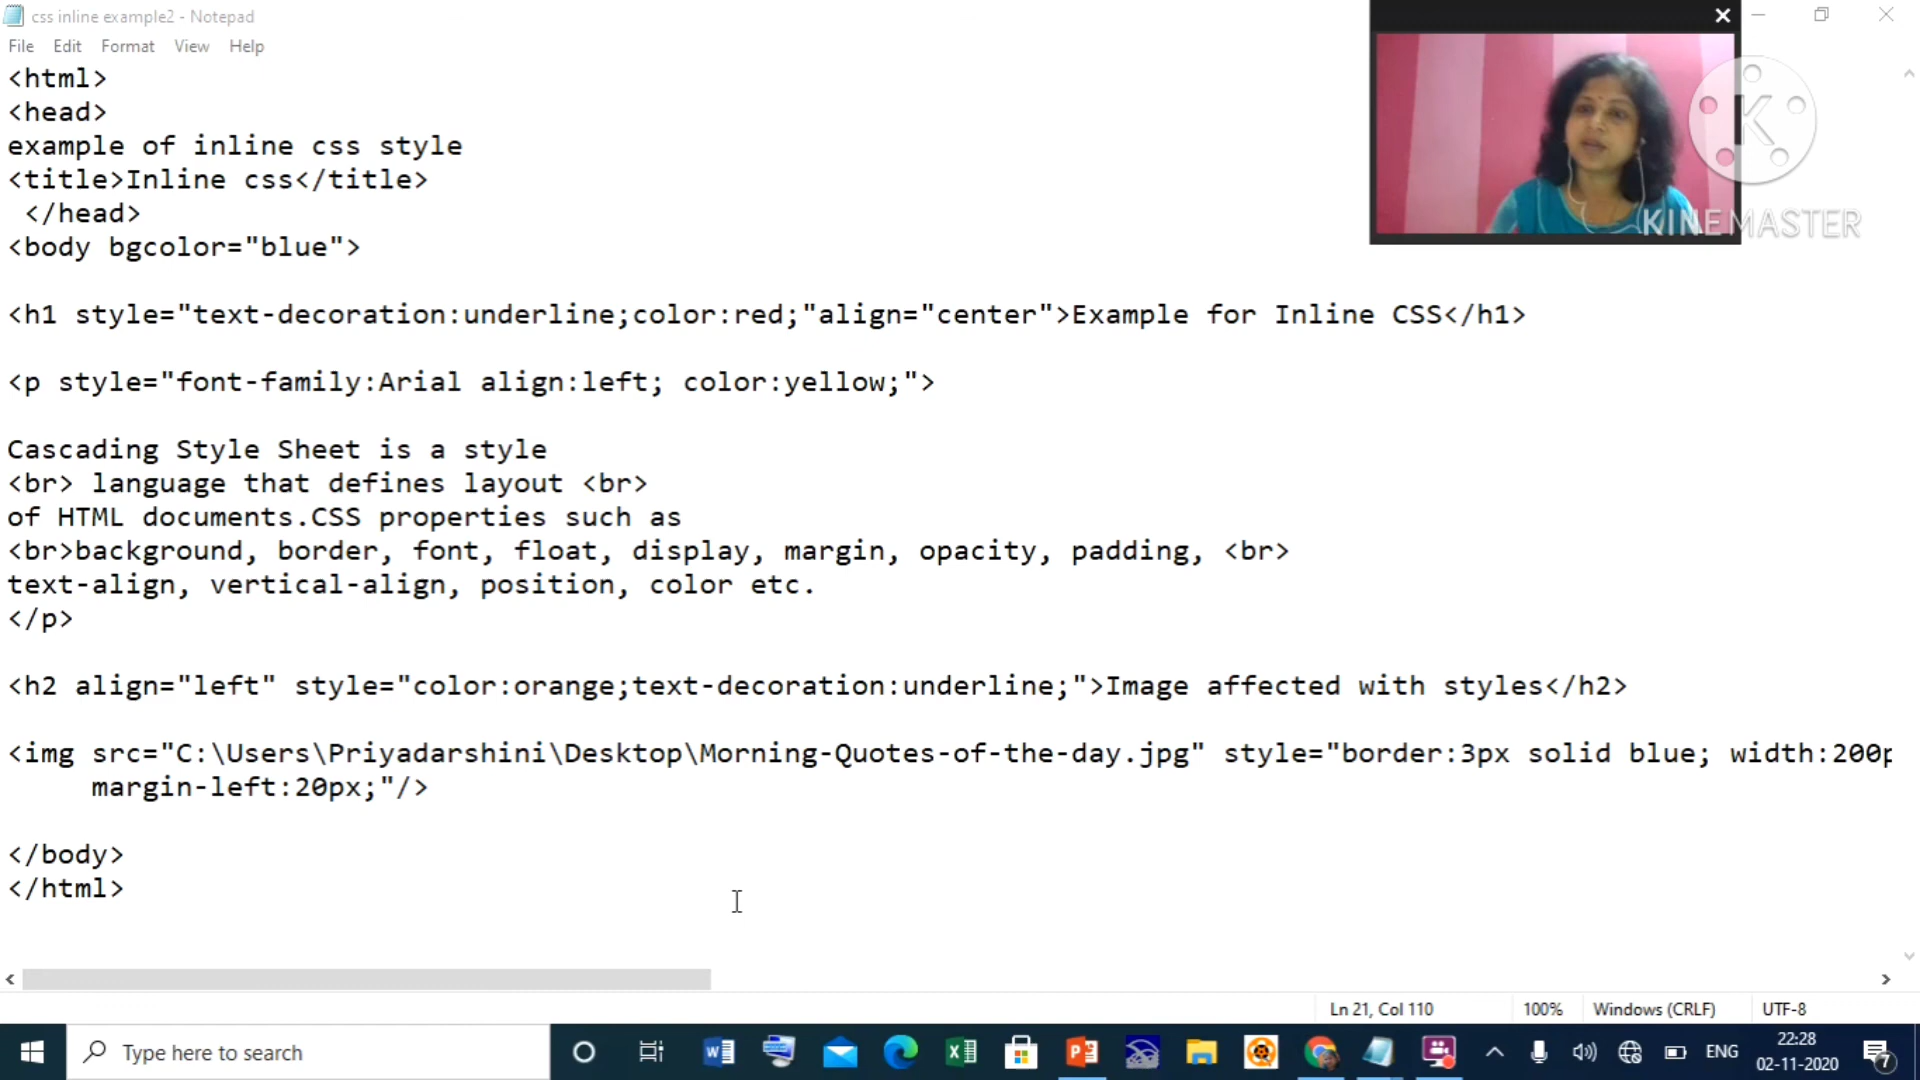 css inline example2 - Notepad
File Edit Format View Help
<html>
<head>
example of inline css style
<title>Inline css</title>
</head>
<body bgcolor="blue">
<h1 style="text-decoration:underline;color:red;"align="center">Example for Inline CSS</h1>
<p style="font-family:Arial align:left; color:yellow;">
Cascading Style Sheet is a style
<br> language that defines layout <br>
of HTML documents.CSS properties such as
<br>background, border, font, float, display, margin, opacity, padding, <br>
text-align, vertical-align, position, color etc.
</p>
<h2 align="left" style="color:orange;text-decoration:underline;">Image affected with styles</h2>
<img src="C:\Users\Priyadarshini\Desktop\Morning-Quotes-of-the-day.jpg" style="border:3px solid blue; width:200p
margin-left:20px;"/>
</body>
</html>
K
KINEMASTER
Ln 21, Col 110 100% Windows (CRLF) UTF-8
Type here to search
ENG
22:28
02-11-2020
7